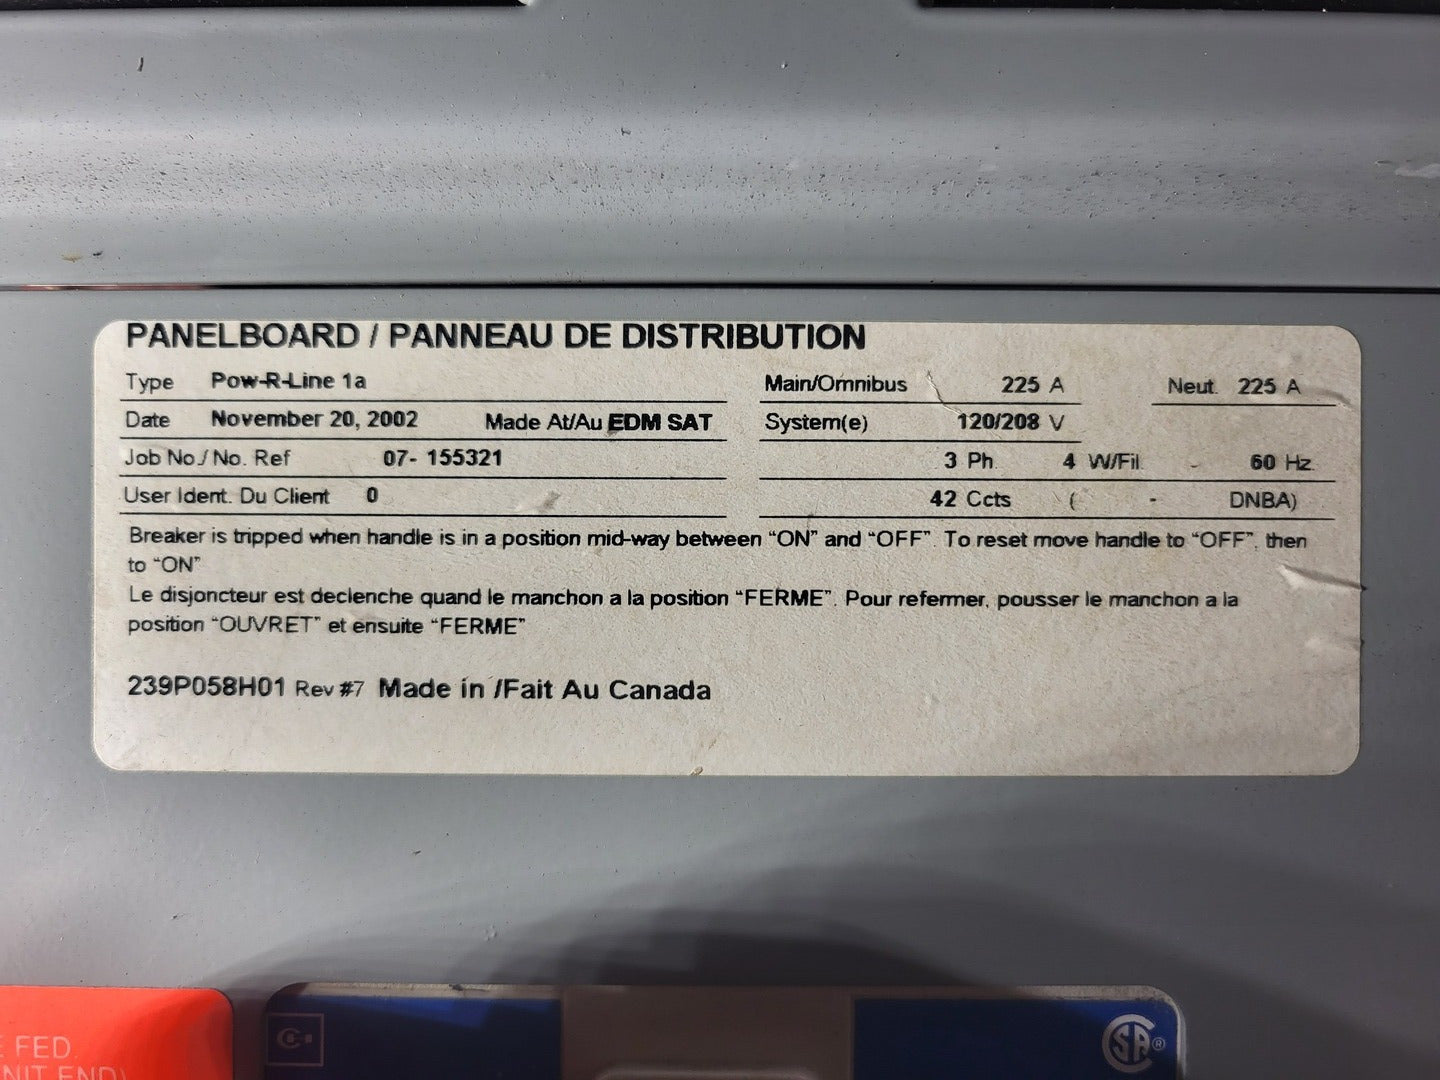 PANELBOARD / PANNEAU DE DISTRIBUTION
Type Pow-R-Line 1a Main/Omnibus 225 A Neut. 225 A
Date November 20, 2002 Made At/Au EDM SAT System(e) 120/208 V
Job No./ No. Ref 07- 155321 3 Ph. 4 W/Fil. - 60 Hz.
User Ident. Du Client 0 42 Ccts ( - DNBA)
Breaker is tripped when handle is in a position mid-way between "ON" and "OFF". To reset move handle to "OFF", then
to "ON"
Le disjoncteur est declenche quand le manchon a la position "FERME". Pour refermer, pousser le manchon a la
position "OUVRET" et ensuite "FERME"
239P058H01 Rev #7 Made in /Fait Au Canada
FED.
END)
SA®